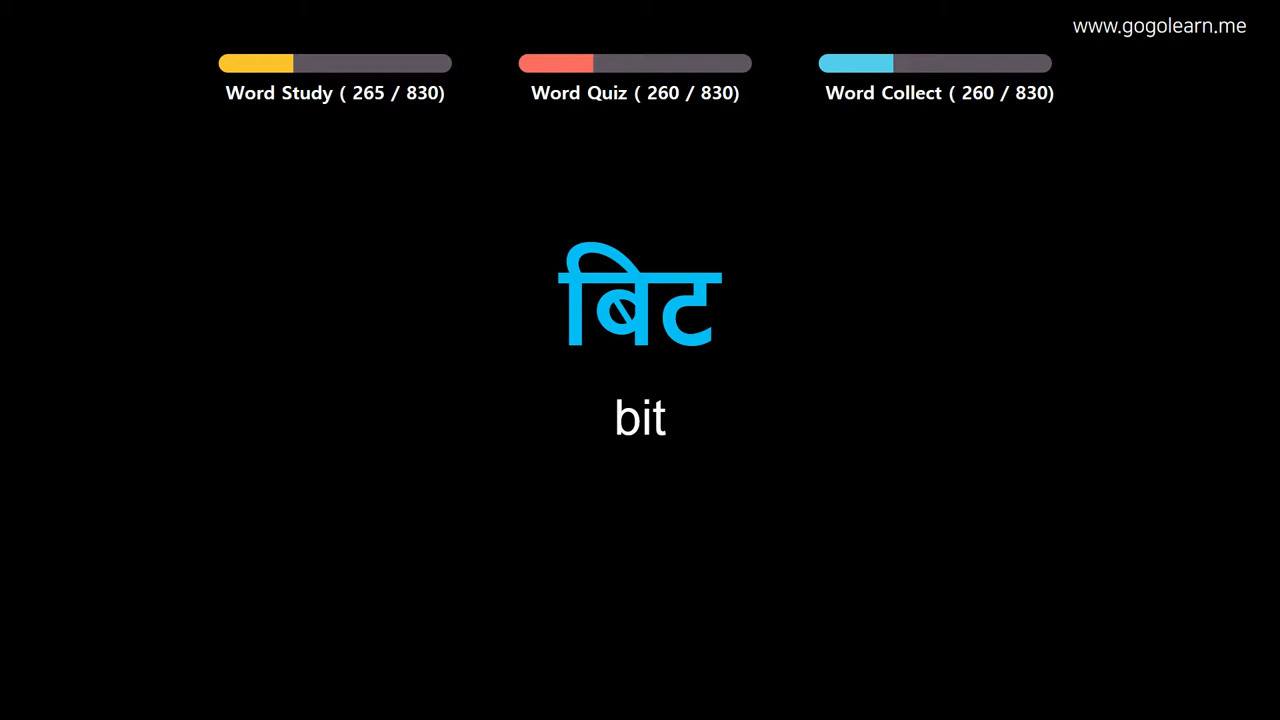 www.gogolearn.me
Word Study ( 265 / 830)
Word Quiz ( 260 / 830)
Word Collect ( 260 / 830)
बिट
bit